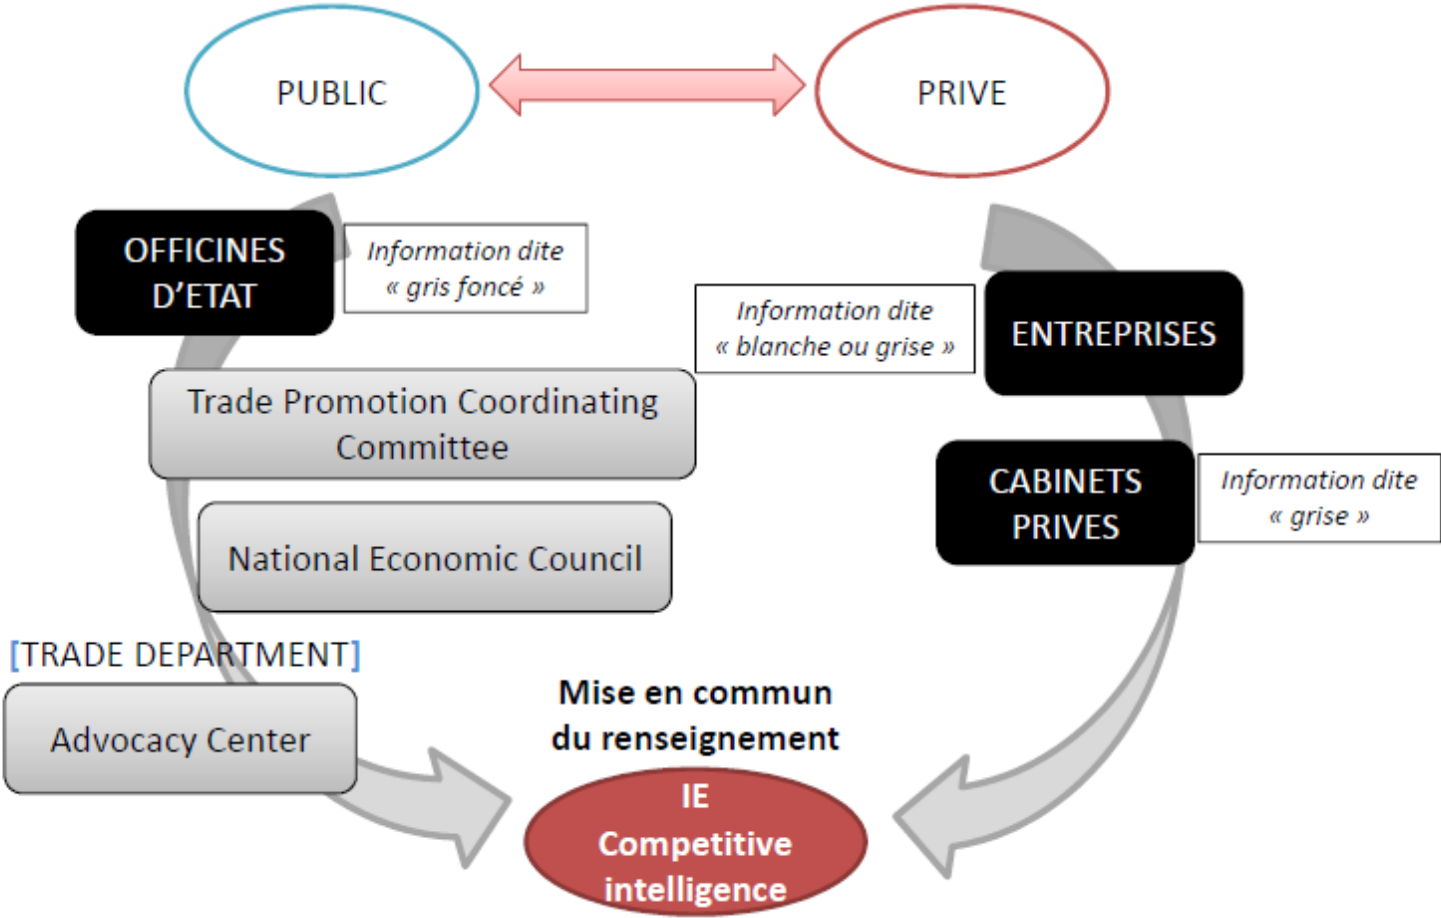 PUBLIC
PRIVE
OFFICINES
D'ETAT
Information dite
« gris foncé »
Information dite
« blanche ou grise »
ENTREPRISES
Trade Promotion Coordinating
Committee
CABINETS
PRIVES
Information dite
« grise »
National Economic Council
[TRADE DEPARTMENT]
Advocacy Center
Mise en commun
du renseignement
IE
Competitive
intelligence